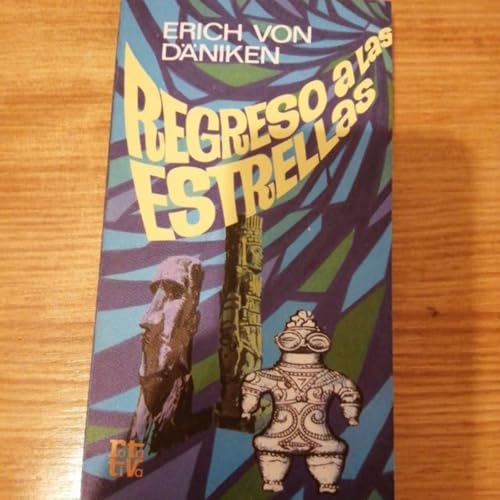 ERICH VON
DÄNIKEN
REGRESO a las
ESTRELLas